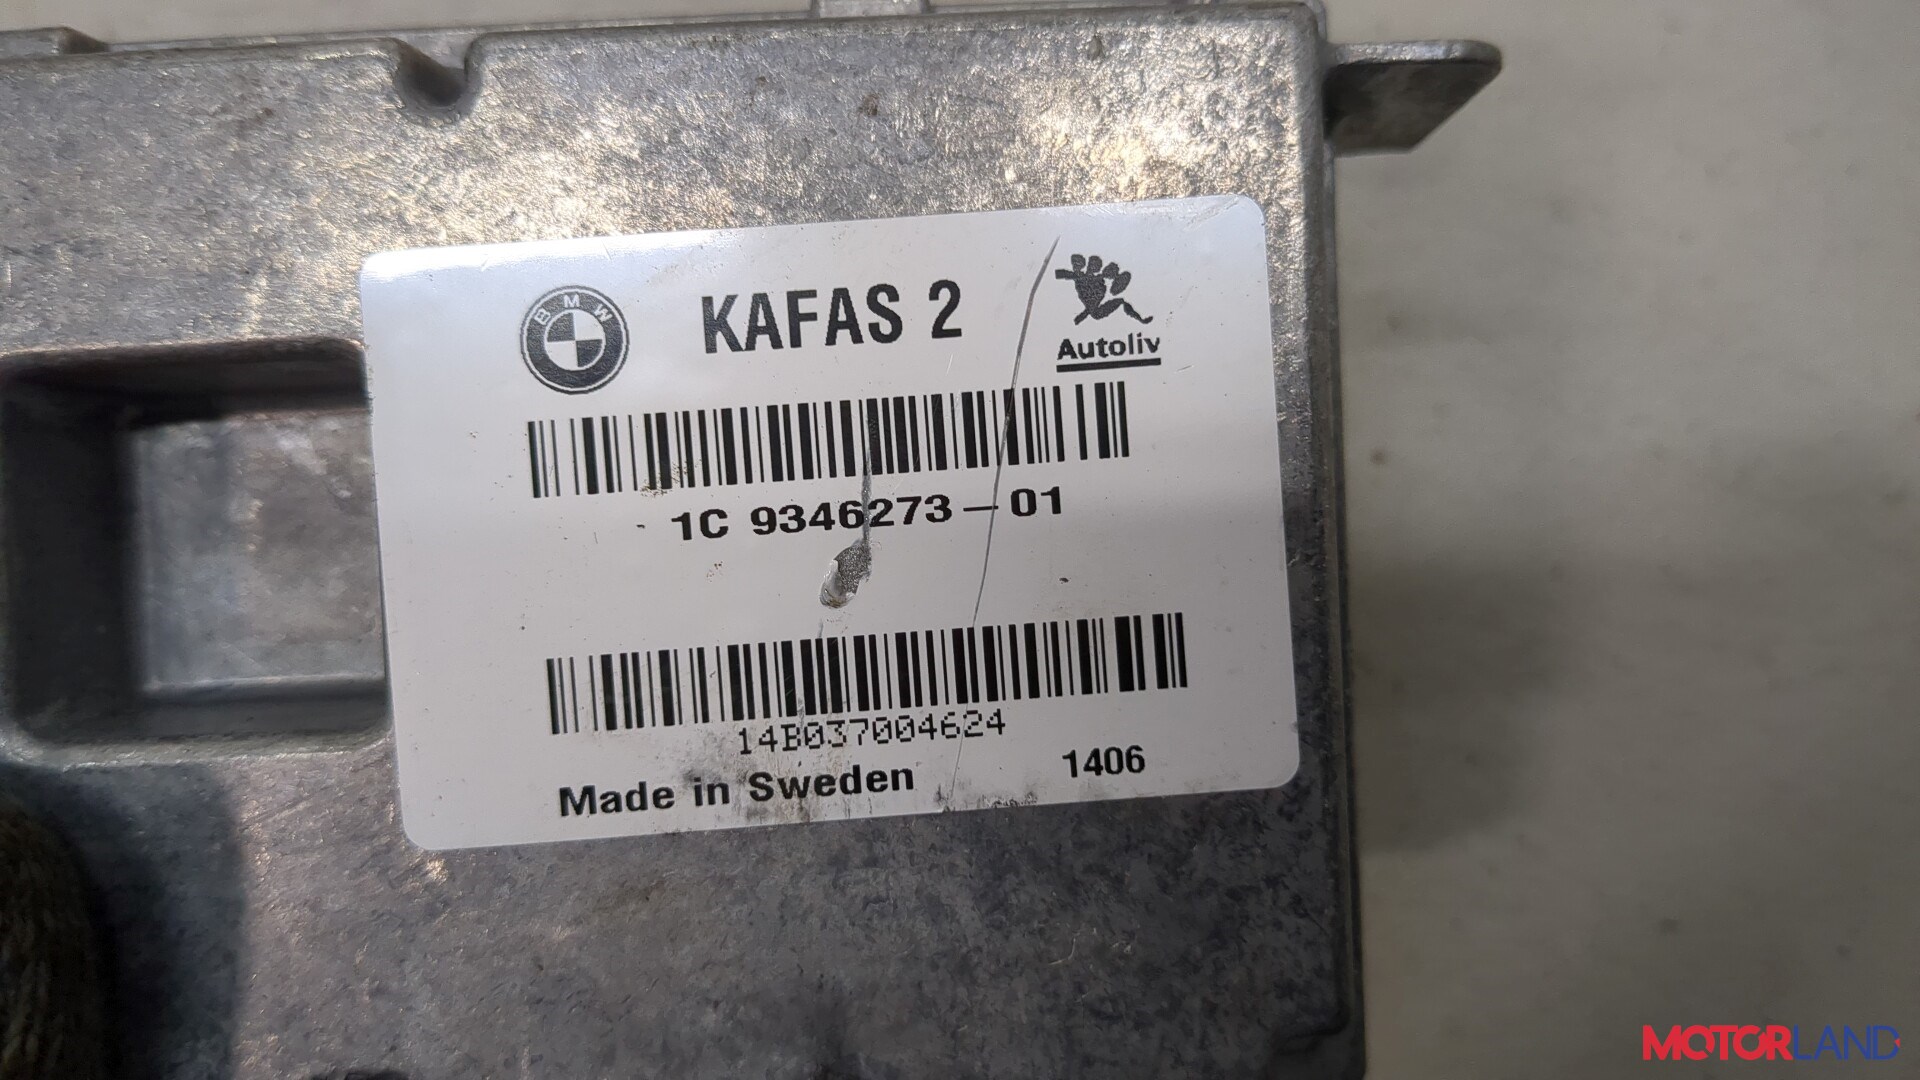 BMW
KAFAS 2
Autoliv
1C 9346273-01
14B037004624
Made in Sweden 1406
MOTORLAND